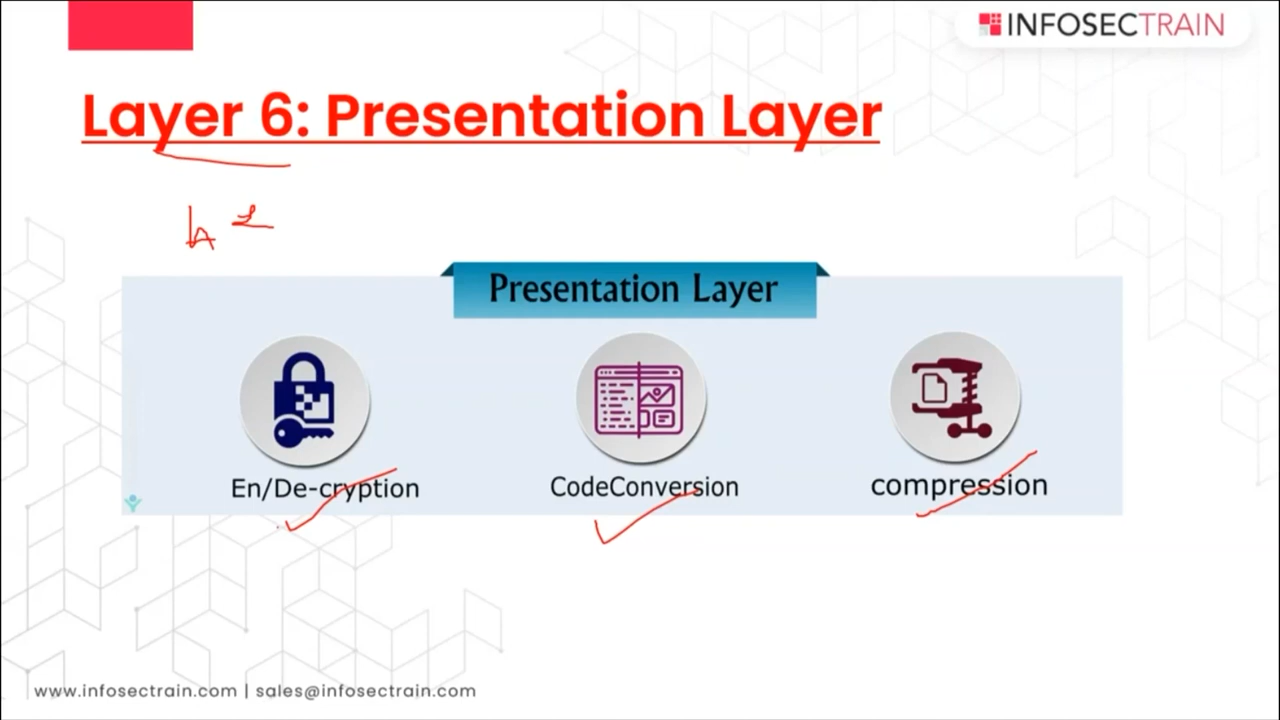 INFOSECTRAIN
Layer 6: Presentation Layer
Presentation Layer
En/De-cryption
CodeConversion
compression
www.infosectrain.com | sales@infosectrain.com